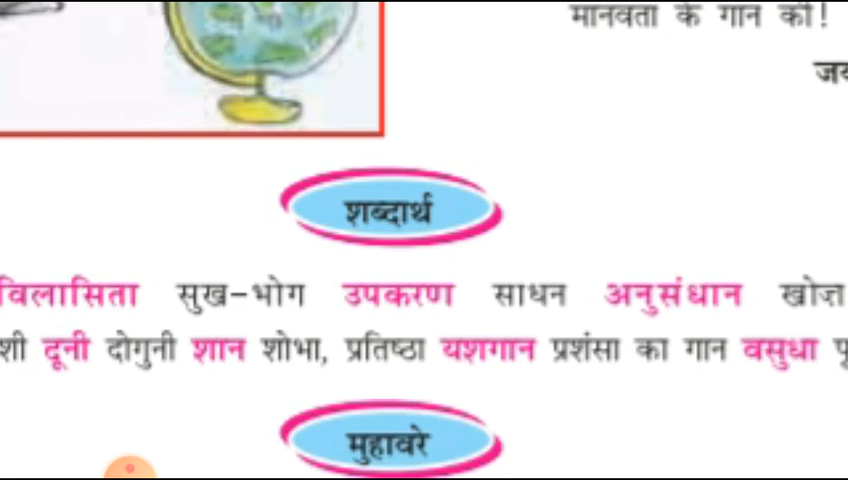 मानवता के गान की!
शब्दार्थ
विलासिता सुख-भोग उपकरण साधन अनुसंधान खोज
शी दूनी दोगुनी शान शोभा, प्रतिष्ठा यशगान प्रशंसा का गान वसुधा
मुहावरे